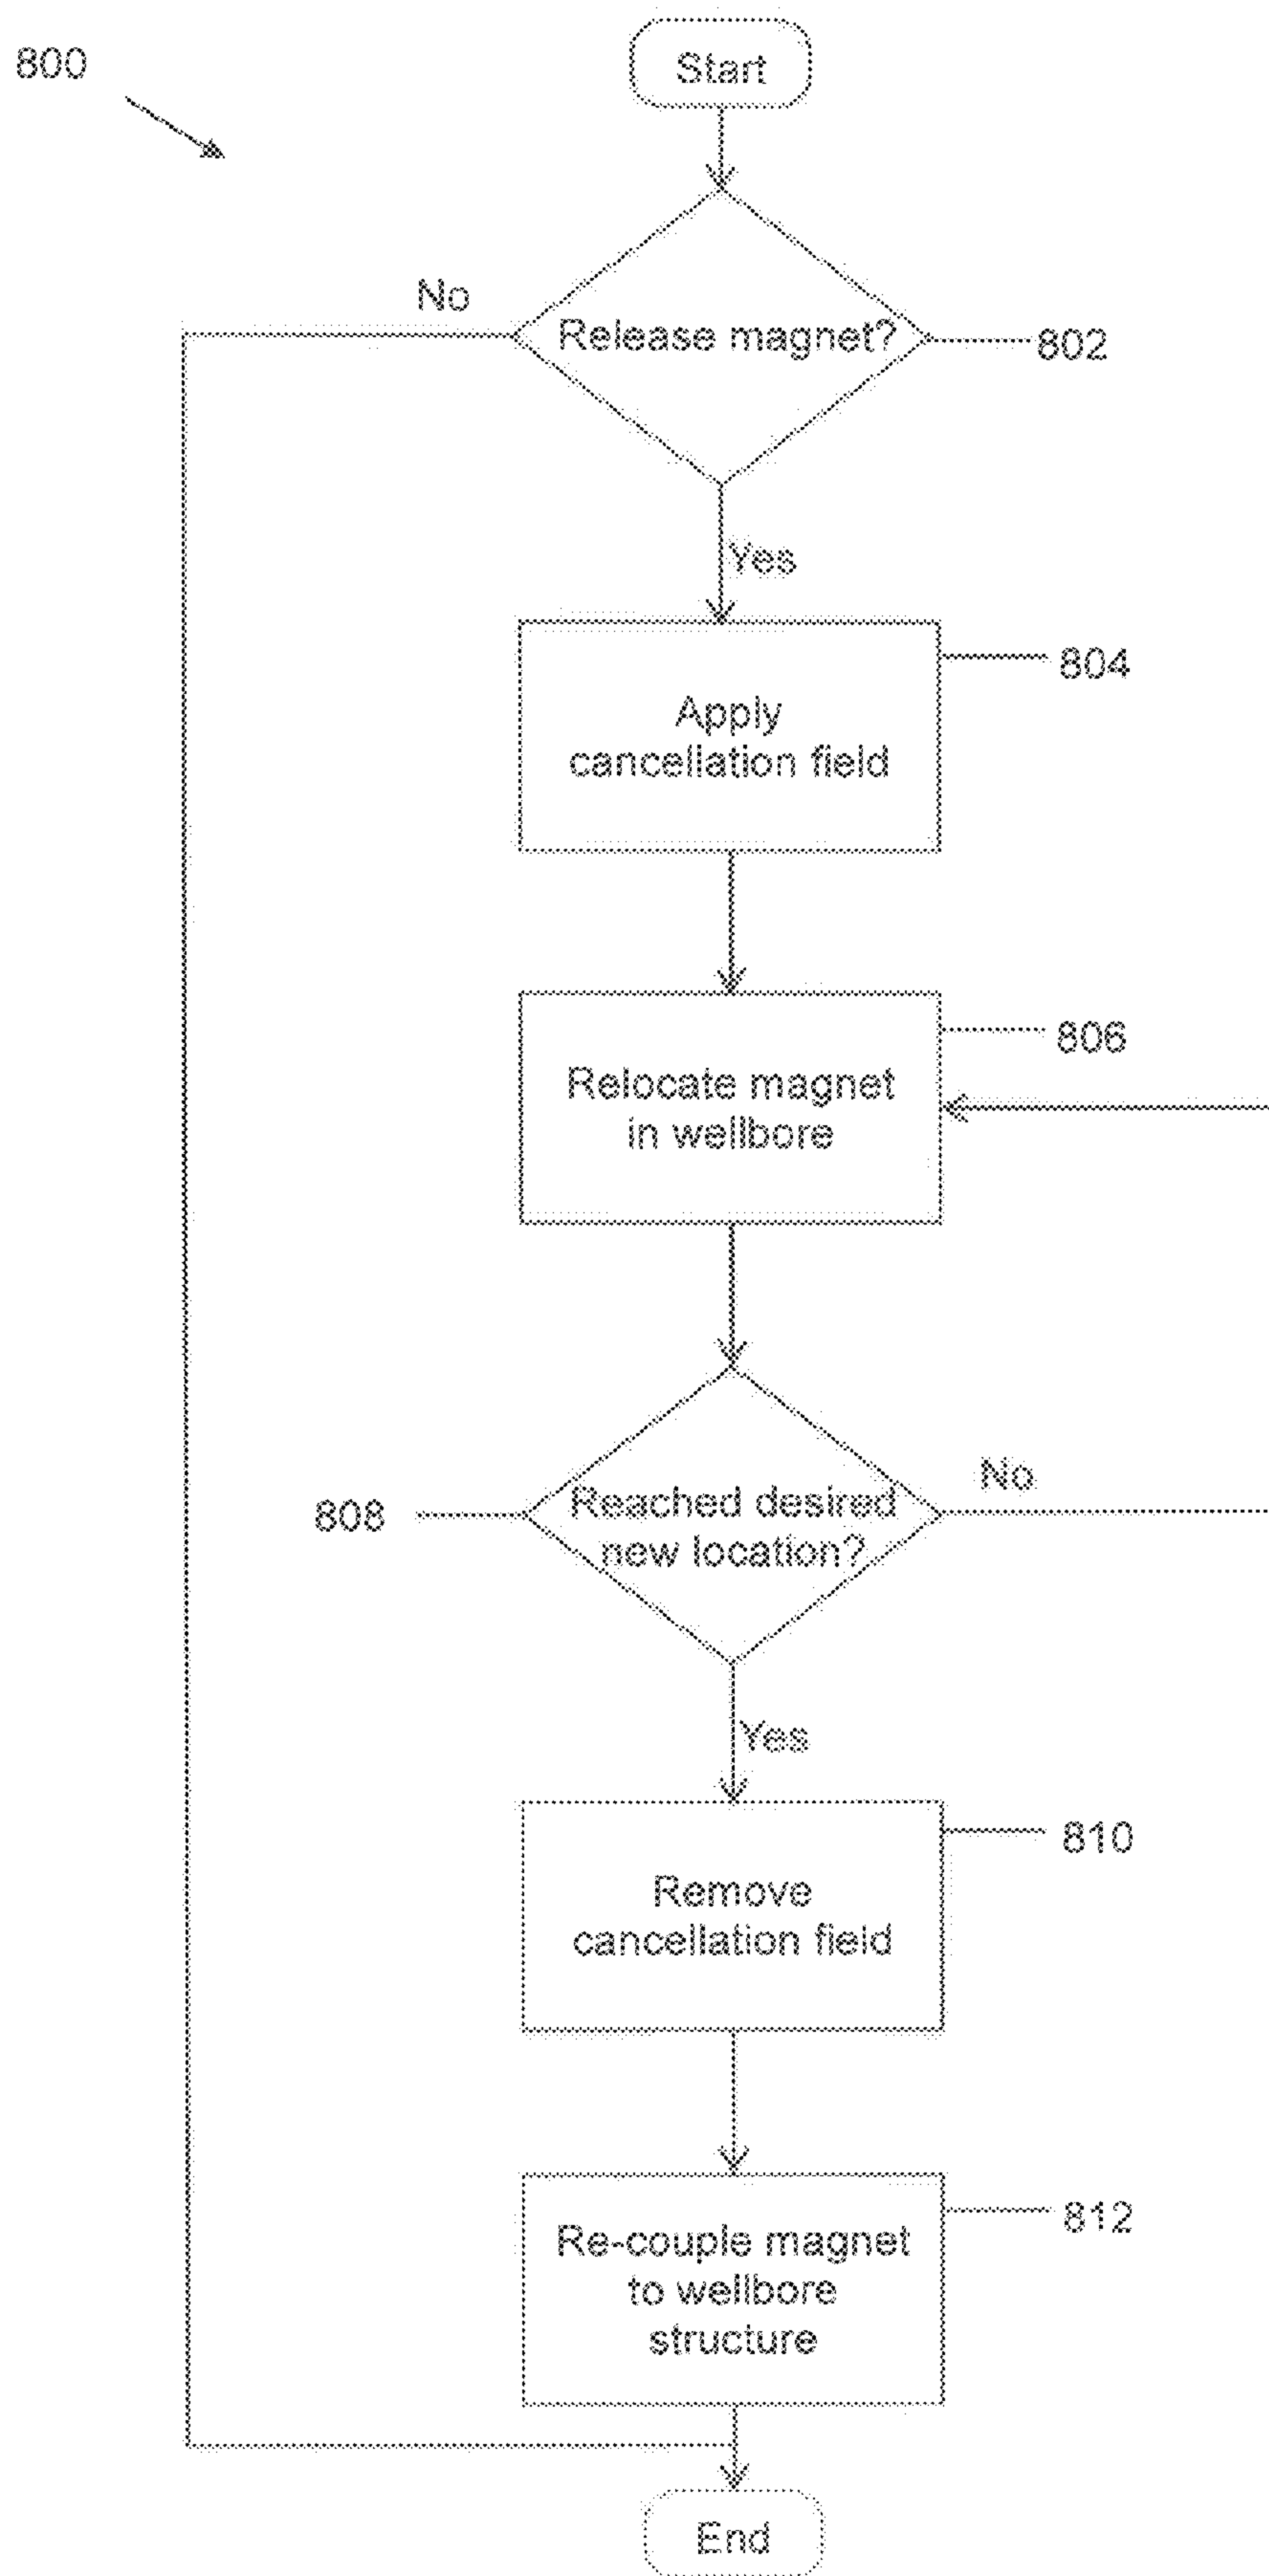 800
Start
No
Release magnet?
802
Yes
804
Apply
cancellation field
806
Relocate magnet
in wellbore
No
808
Reached desired
new location?
Yes
810
Remove
cancellation field
812
Re-couple magnet
to wellbore
structure
End